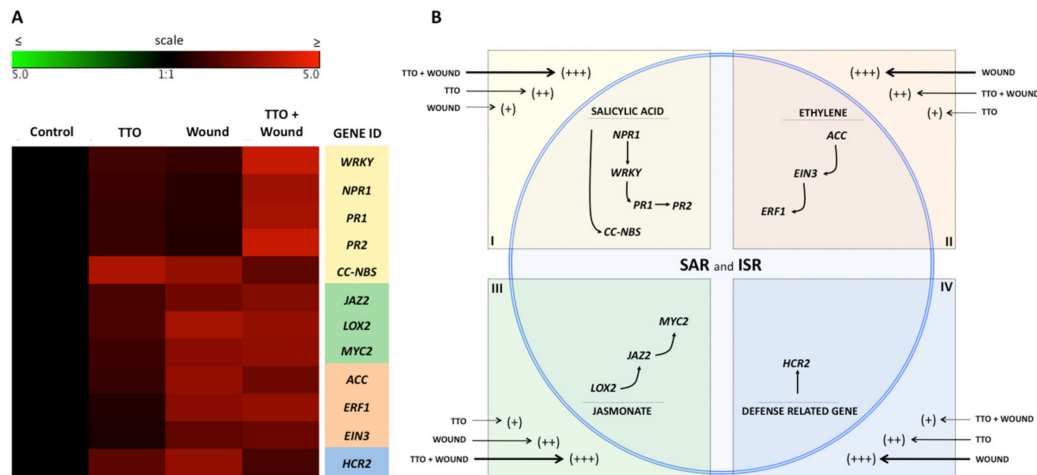 A
≤ scale ≥
5.0 1:1 5.0
Control TTO Wound TTO + Wound GENE ID
WRKY
NPR1
PR1
PR2
CC-NBS
JAZ2
LOX2
MYC2
ACC
ERF1
EIN3
HCR2
B
TTO + WOUND (+++)
TTO (++)
WOUND (+)
SALICYLIC ACID
NPR1
WRKY
PR1 PR2
CC-NBS
I
(+++) WOUND
(++) TTO + WOUND
(+) TTO
ETHYLENE
ACC
EIN3
ERF1
II
SAR and ISR
III
MYC2
JAZ2
LOX2
JASMONATE
TTO (+)
WOUND (++)
TTO + WOUND (+++)
IV
HCR2
DEFENSE RELATED GENE
(+) TTO + WOUND
(++) TTO
(+++) WOUND